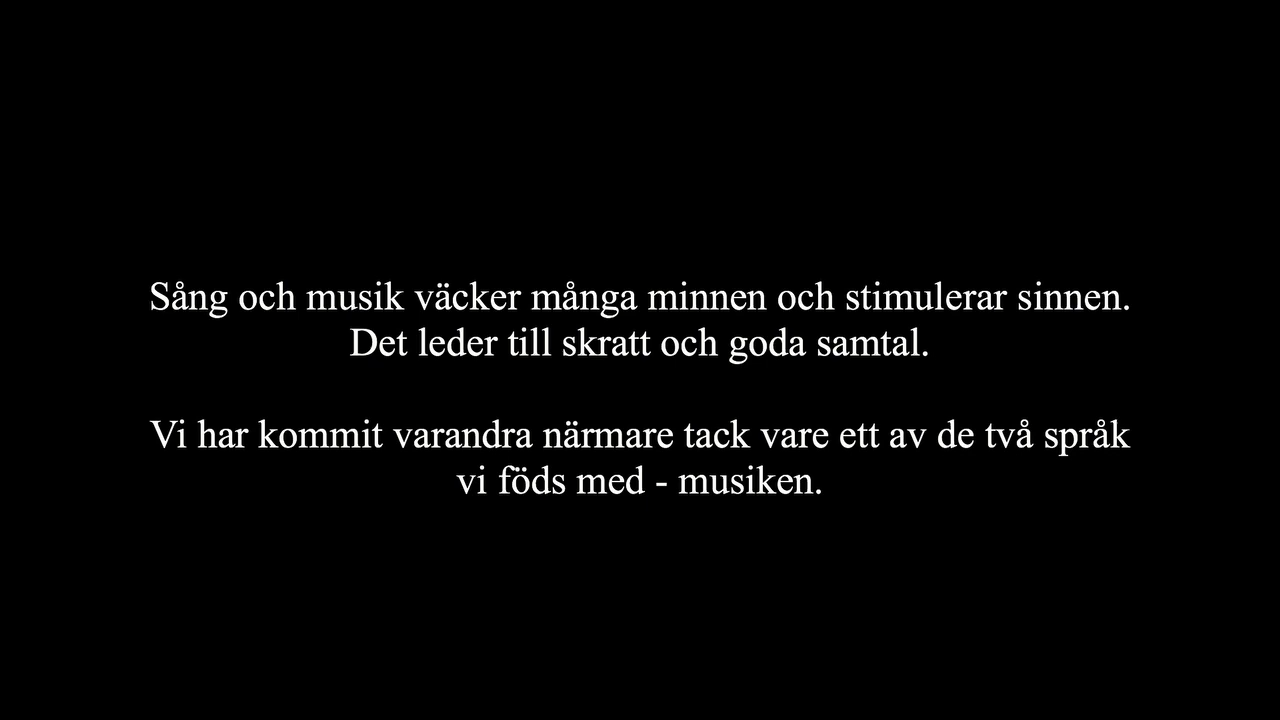 Sång och musik väcker många minnen och stimulerar sinnen.
Det leder till skratt och goda samtal.
Vi har kommit varandra närmare tack vare ett av de två språk
vi föds med - musiken.